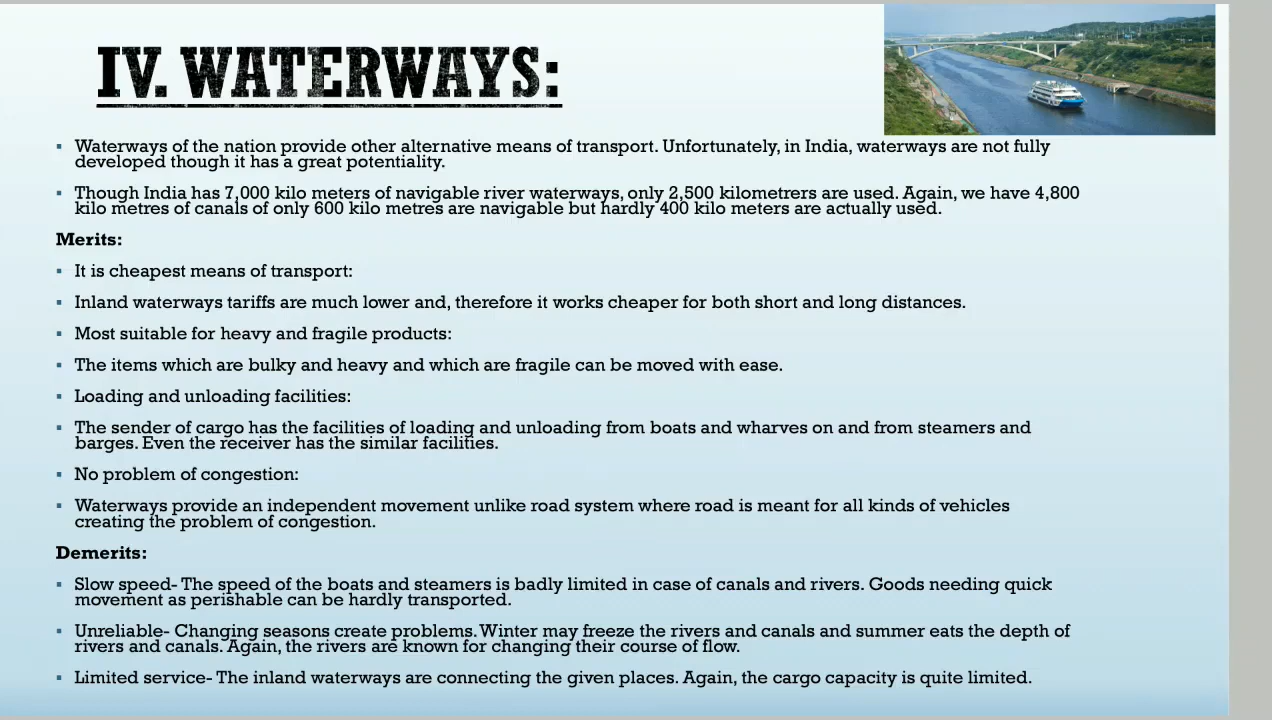 IV. WATERWAYS:
▪ Waterways of the nation provide other alternative means of transport. Unfortunately, in India, waterways are not fully
developed though it has a great potentiality.
▪ Though India has 7,000 kilo meters of navigable river waterways, only 2,500 kilometrers are used. Again, we have 4,800
kilo metres of canals of only 600 kilo metres are navigable but hardly 400 kilo meters are actually used.
Merits:
▪ It is cheapest means of transport:
▪ Inland waterways tariffs are much lower and, therefore it works cheaper for both short and long distances.
▪ Most suitable for heavy and fragile products:
▪ The items which are bulky and heavy and which are fragile can be moved with ease.
▪ Loading and unloading facilities:
▪ The sender of cargo has the facilities of loading and unloading from boats and wharves on and from steamers and
barges. Even the receiver has the similar facilities.
▪ No problem of congestion:
▪ Waterways provide an independent movement unlike road system where road is meant for all kinds of vehicles
creating the problem of congestion.
Demerits:
▪ Slow speed- The speed of the boats and steamers is badly limited in case of canals and rivers. Goods needing quick
movement as perishable can be hardly transported.
▪ Unreliable- Changing seasons create problems. Winter may freeze the rivers and canals and summer eats the depth of
rivers and canals. Again, the rivers are known for changing their course of flow.
▪ Limited service- The inland waterways are connecting the given places. Again, the cargo capacity is quite limited.